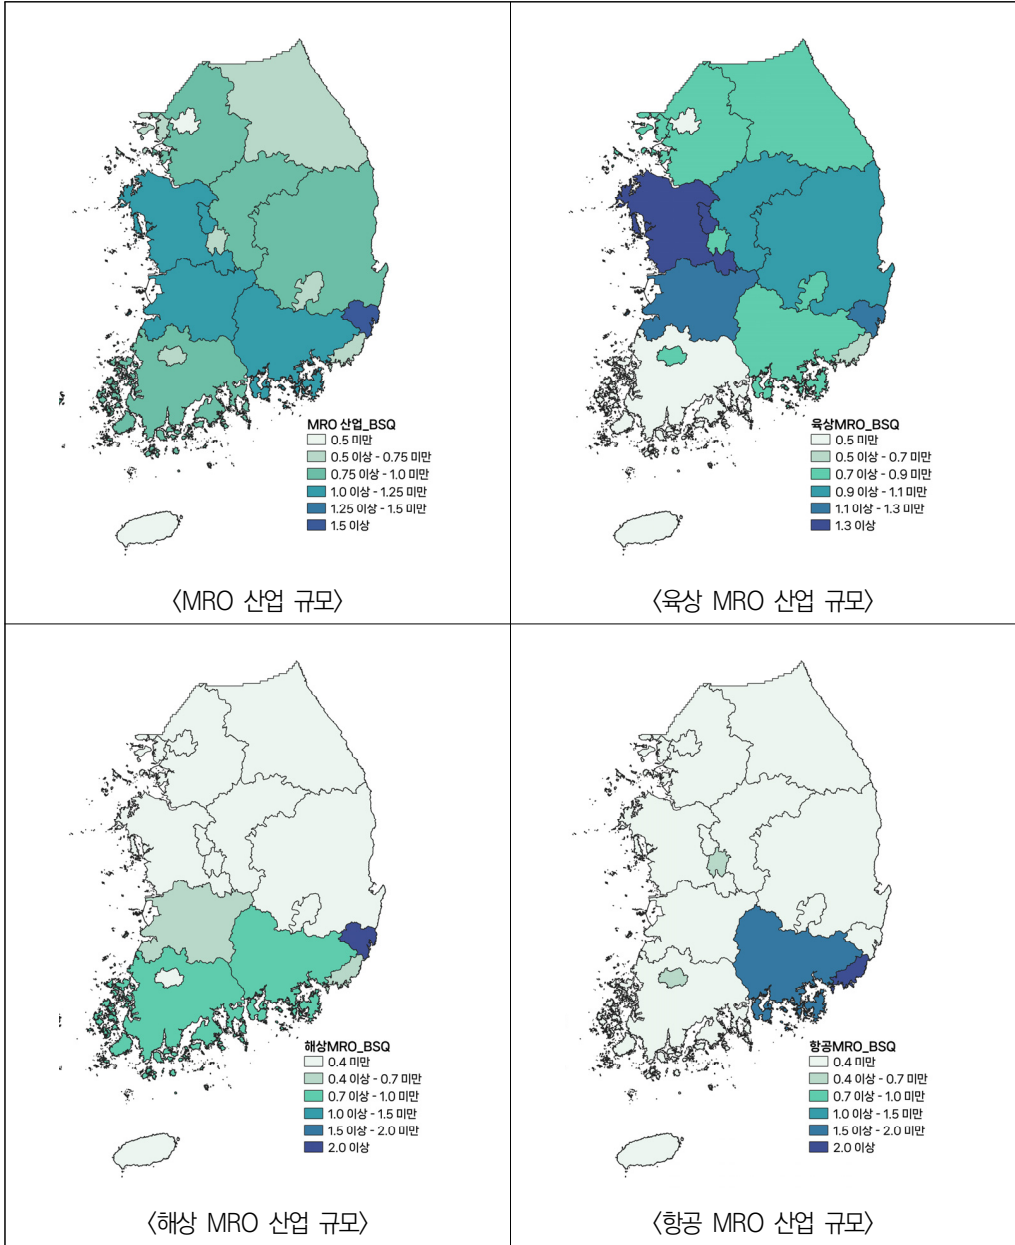 MRO 산업_BSQ
0.5 미만
0.5 이상 - 0.75 미만
0.75 이상 - 1.0 미만
1.0 이상 - 1.25 미만
1.25 이상 - 1.5 미만
1.5 이상
〈MRO 산업 규모〉
육상MRO_BSQ
0.5 미만
0.5 이상 - 0.7 미만
0.7 이상 - 0.9 미만
0.9 이상 - 1.1 미만
1.1 이상 - 1.3 미만
1.3 이상
〈육상 MRO 산업 규모〉
해상MRO_BSQ
0.4 미만
0.4 이상 - 0.7 미만
0.7 이상 - 1.0 미만
1.0 이상 - 1.5 미만
1.5 이상 - 2.0 미만
2.0 이상
〈해상 MRO 산업 규모〉
항공MRO_BSQ
0.4 미만
0.4 이상 - 0.7 미만
0.7 이상 - 1.0 미만
1.0 이상 - 1.5 미만
1.5 이상 - 2.0 미만
2.0 이상
〈항공 MRO 산업 규모〉